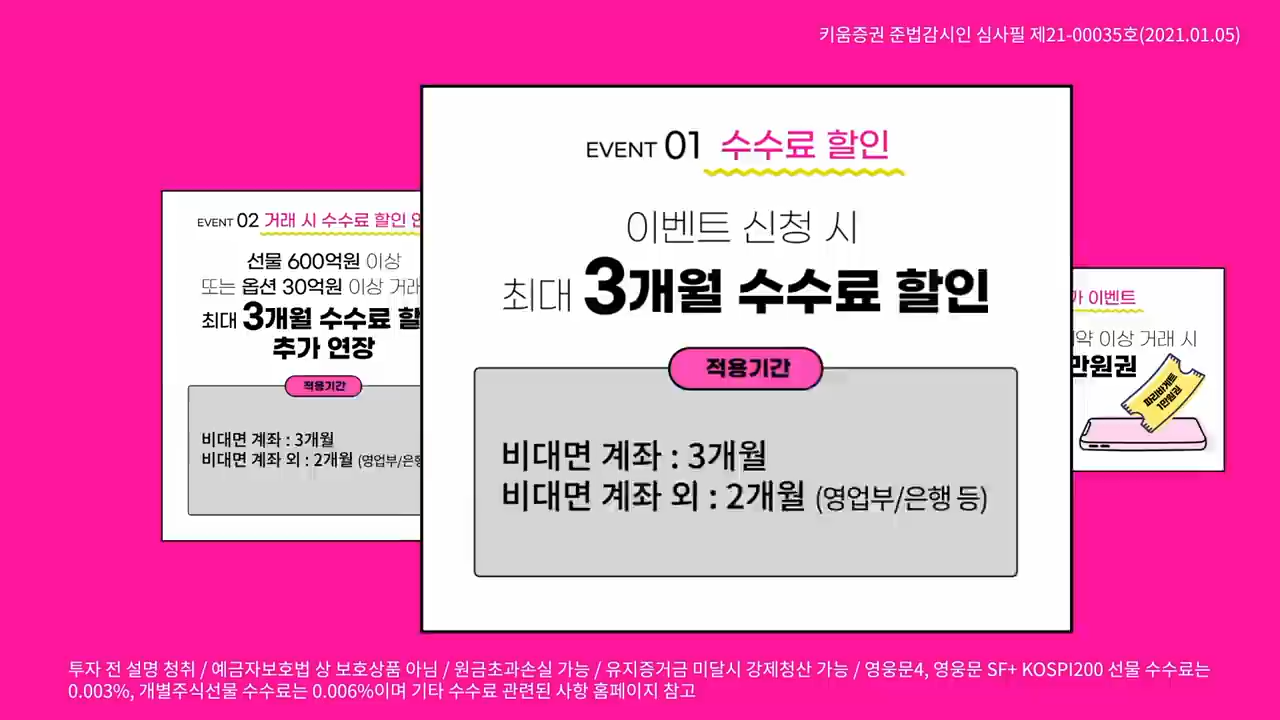 키움증권 준법감시인 심사필 제21-00035호(2021.01.05)
EVENT 01 수수료 할인
이벤트 신청 시
최대 3개월 수수료 할인
적용기간
비대면 계좌 : 3개월
비대면 계좌 외 : 2개월 (영업부/은행 등)
EVENT 02 거래 시 수수료 할인
선물 600억원 이상
또는 옵션 30억원 이상 거래
최대 3개월 수수료 할
추가 연장
적용기간
비대면 계좌 : 3개월
비대면 계좌 외 : 2개월 (영업부/은행
가 이벤트
약 이상 거래 시
만원권
파리바게뜨
1만원권
투자 전 설명 청취 / 예금자보호법 상 보호상품 아님 / 원금초과손실 가능 / 유지증거금 미달시 강제청산 가능 / 영웅문4, 영웅문 SF+ KOSPI200 선물 수수료는
0.003%, 개별주식선물 수수료는 0.006%이며 기타 수수료 관련된 사항 홈페이지 참고